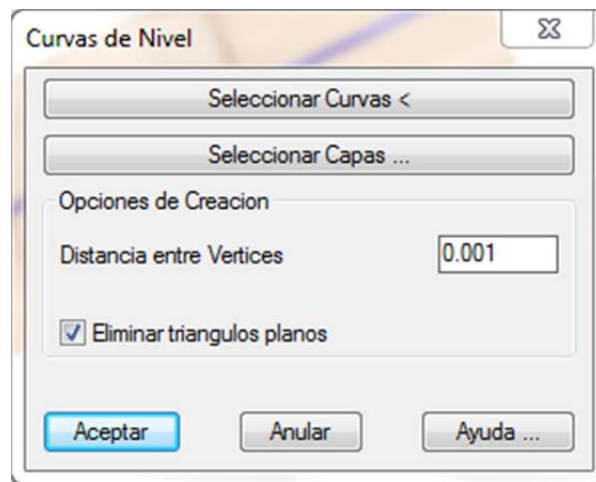 Curvas de Nivel
Seleccionar Curvas <
Seleccionar Capas ...
Opciones de Creacion
Distancia entre Vertices 0.001
Eliminar triangulos planos
Aceptar Anular Ayuda ...